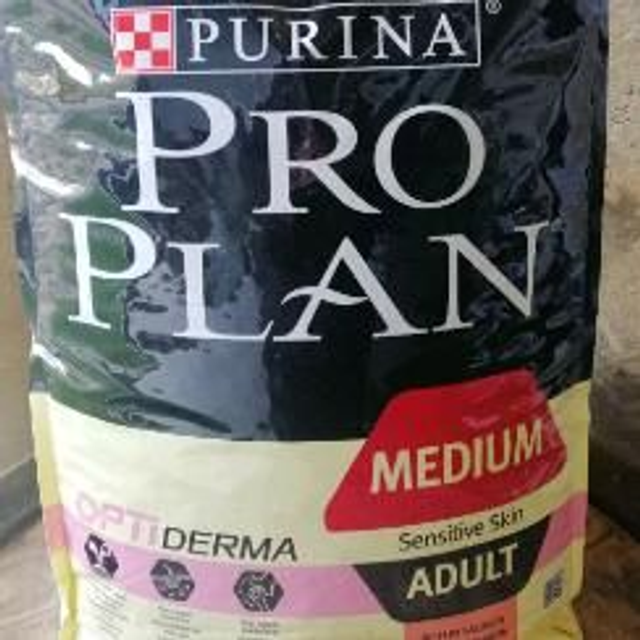 PURINA®
PRO
PLAN
MEDIUM
Sensitive Skin
OPTIDERMA
ADULT